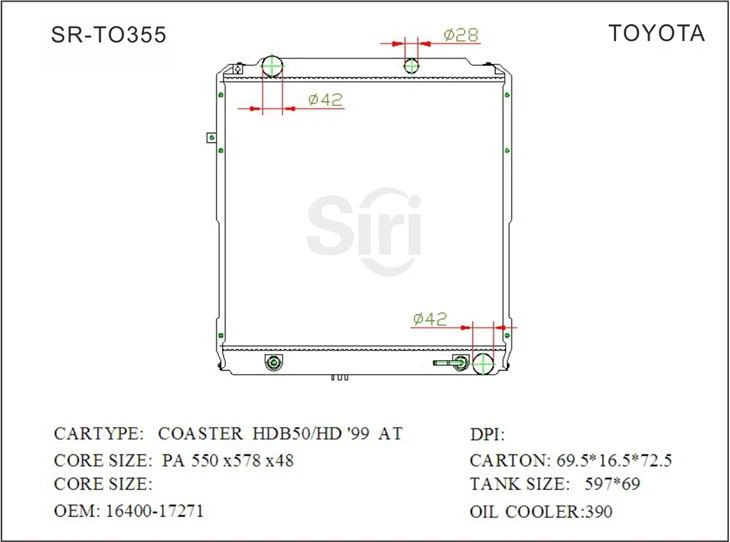 SR-TO355
TOYOTA
Ø28
Ø42
Siri
Ø42
CARTYPE: COASTER HDB50/HD '99 AT
DPI:
CORE SIZE: PA 550 x578 x48
CARTON: 69.5*16.5*72.5
CORE SIZE:
TANK SIZE: 597*69
OEM: 16400-17271
OIL COOLER:390